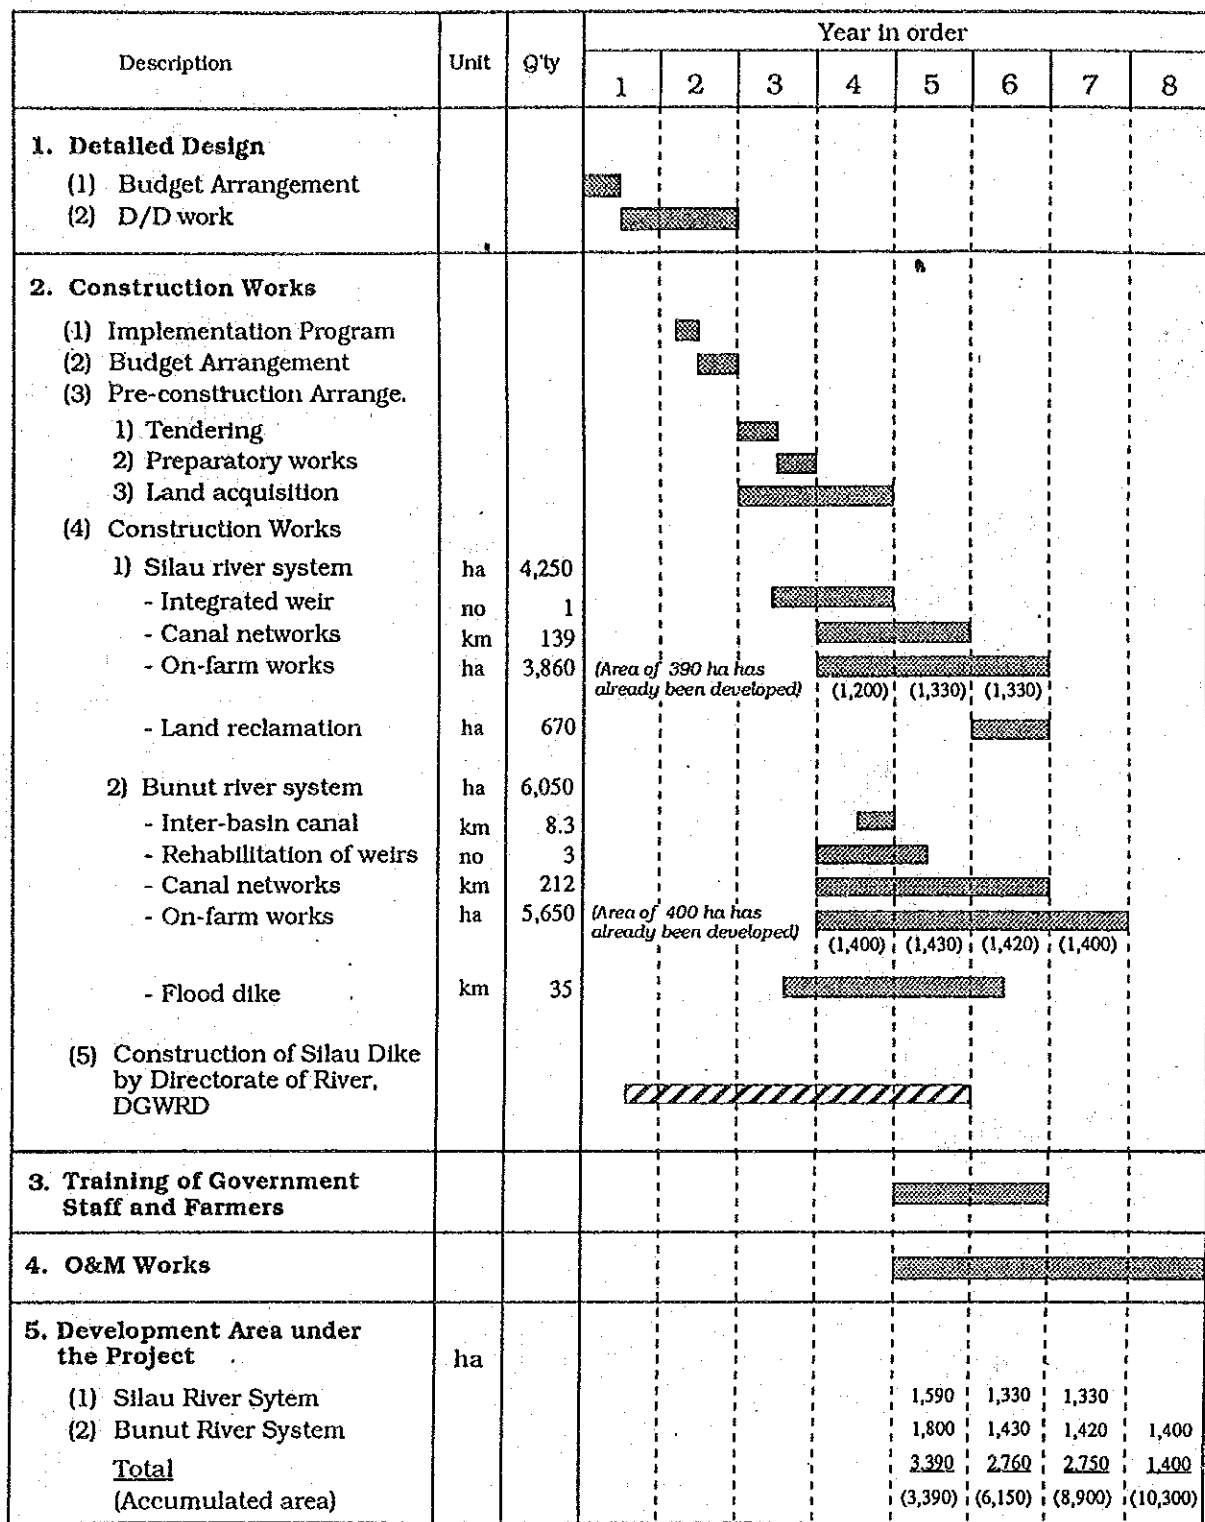 Description Unit Q'ty Year in order
1 2 3 4 5 6 7 8
1. Detailed Design
(1) Budget Arrangement
(2) D/D work
2. Construction Works
(1) Implementation Program
(2) Budget Arrangement
(3) Pre-construction Arrange.
1) Tendering
2) Preparatory works
3) Land acquisition
(4) Construction Works
1) Silau river system ha 4,250
- Integrated weir no 1
- Canal networks km 139
- On-farm works ha 3,860 (Area of 390 ha has
already been developed) (1,200) (1,330) (1,330)
- Land reclamation ha 670
2) Bunut river system ha 6,050
- Inter-basin canal km 8.3
- Rehabilitation of weirs no 3
- Canal networks km 212
- On-farm works ha 5,650 (Area of 400 ha has
already been developed) (1,400) (1,430) (1,420) (1,400)
- Flood dike km 35
(5) Construction of Silau Dike
by Directorate of River,
DGWRD
3. Training of Government
Staff and Farmers
4. O&M Works
5. Development Area under
the Project ha
(1) Silau River Sytem 1,590 1,330 1,330
(2) Bunut River System 1,800 1,430 1,420 1,400
Total 3.390 2.760 2.750 1.400
(Accumulated area) (3,390) (6,150) (8,900) (10,300)